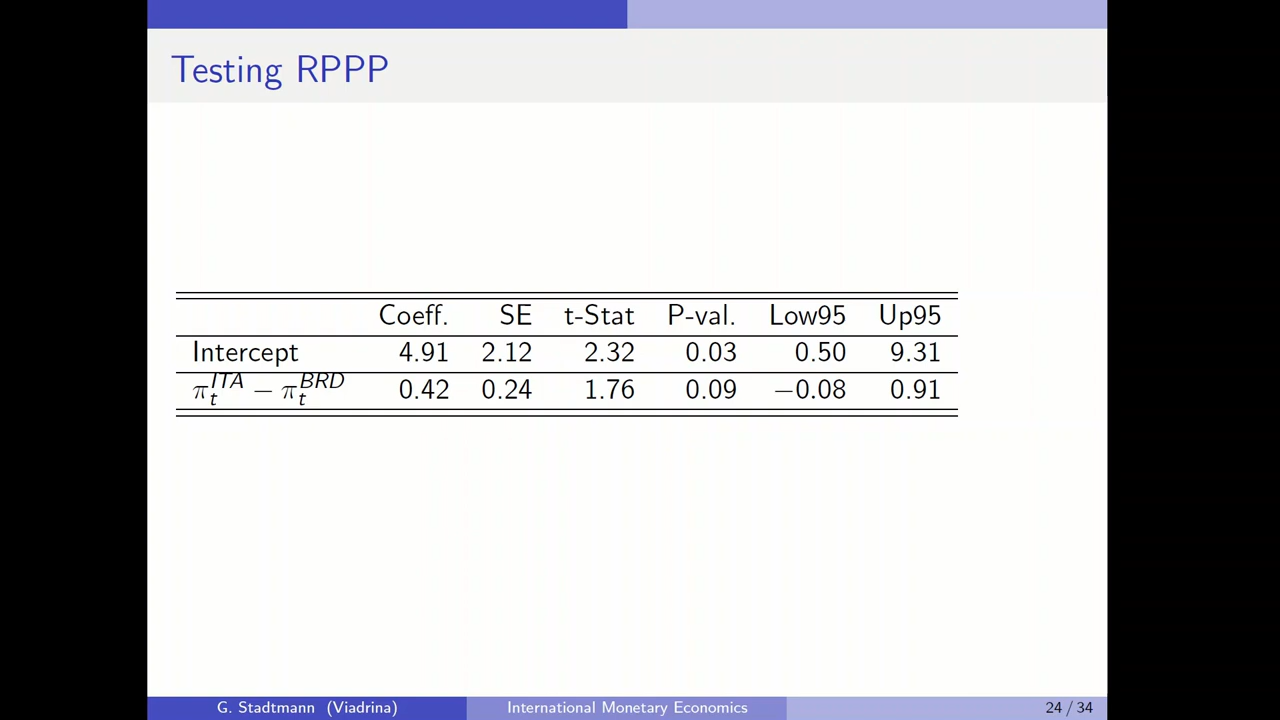 Testing RPPP
Coeff. SE t-Stat P-val. Low95 Up95
Intercept 4.91 2.12 2.32 0.03 0.50 9.31
π_t^{ITA} − π_t^{BRD} 0.42 0.24 1.76 0.09 −0.08 0.91
G. Stadtmann (Viadrina) International Monetary Economics 24 / 34